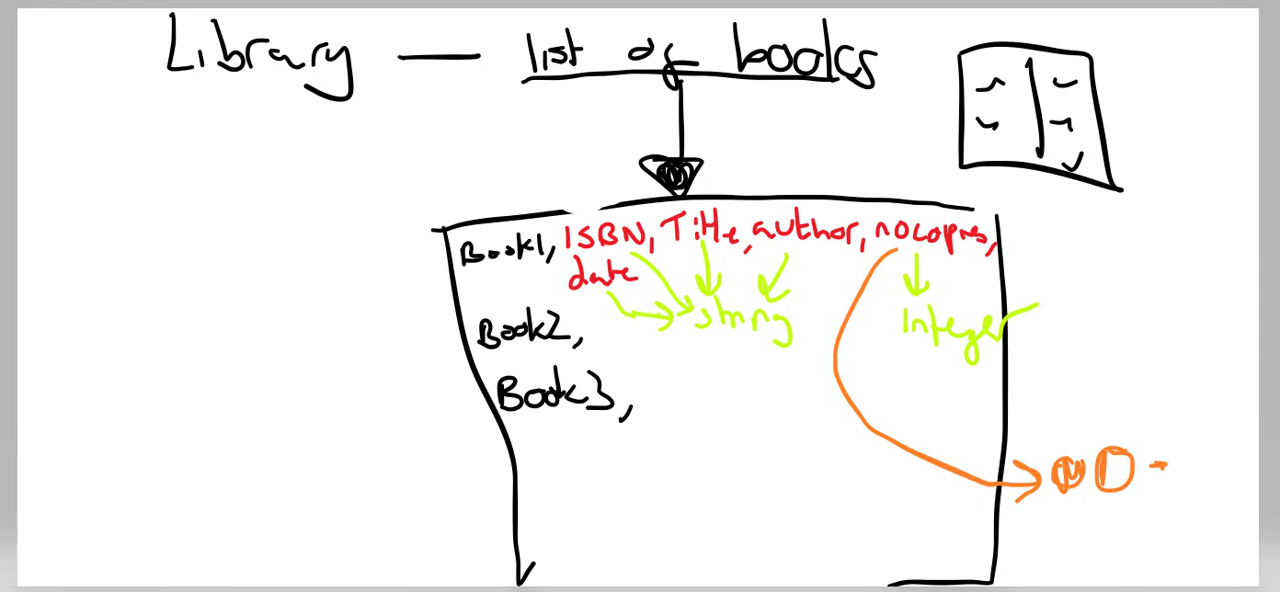 Library — list of books
Book1, ISBN, Title, author, nocopies,
date
string
Integer
Book2,
Book3,